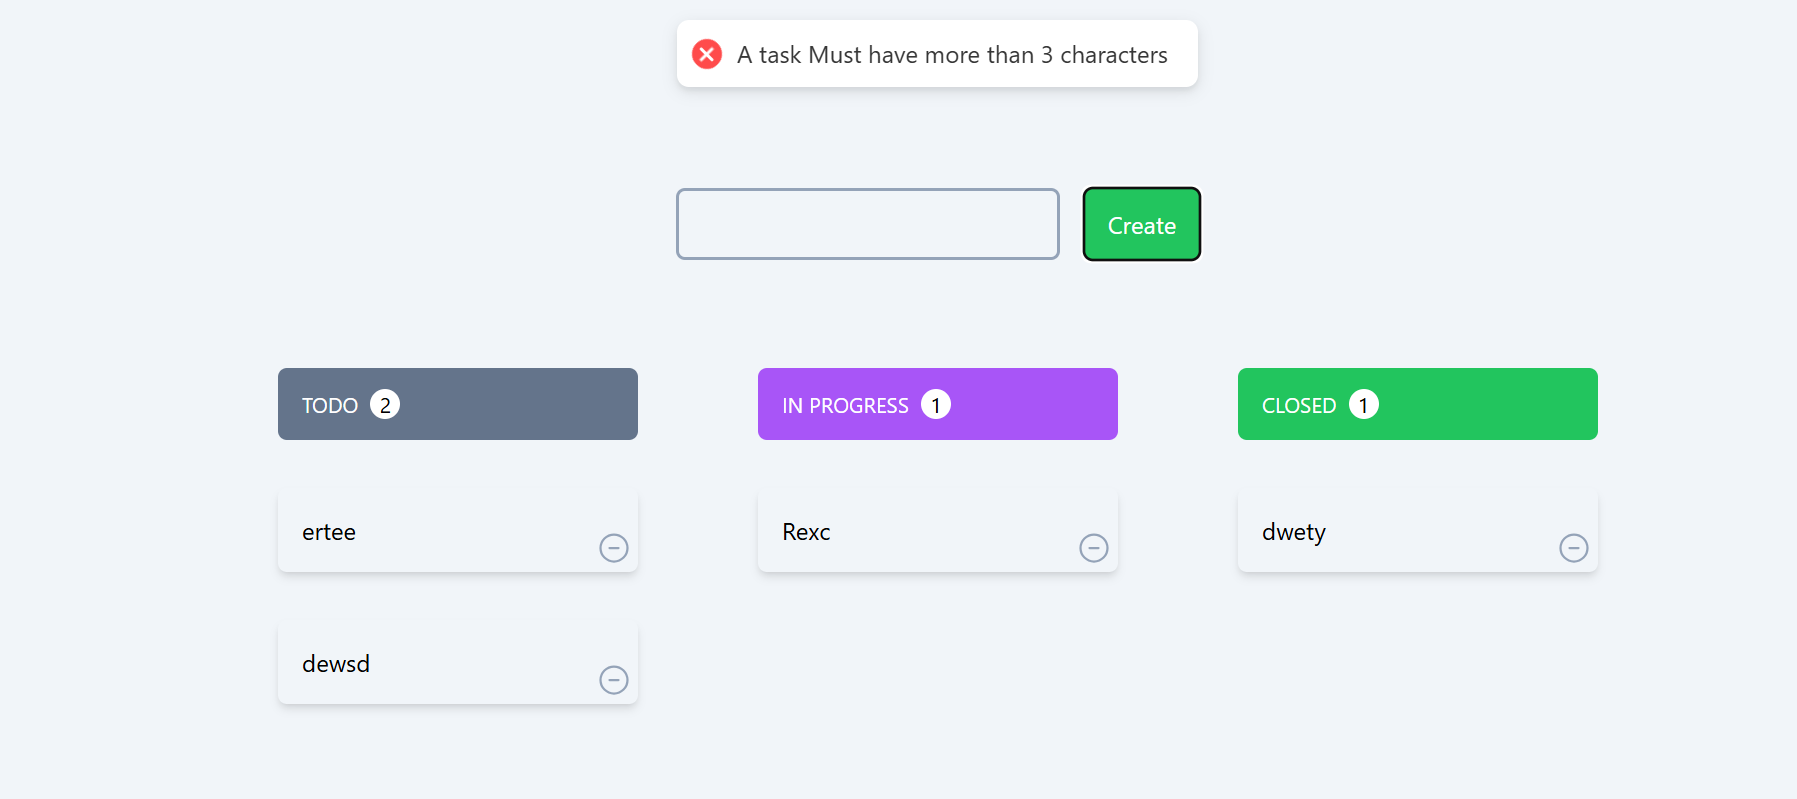 A task Must have more than 3 characters
Create
TODO 2
IN PROGRESS 1
CLOSED 1
ertee
Rexc
dwety
dewsd